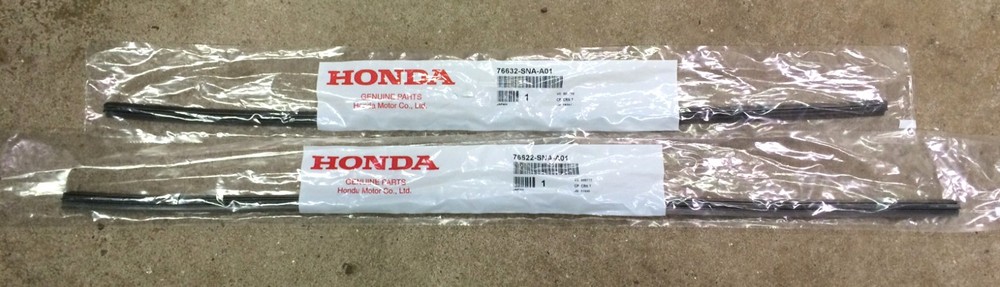 HONDA
GENUINE PARTS
Honda Motor Co., Ltd.
76632-SNA-A01
1
HONDA
GENUINE PARTS
Honda Motor Co., Ltd.
76622-SNA-A01
1